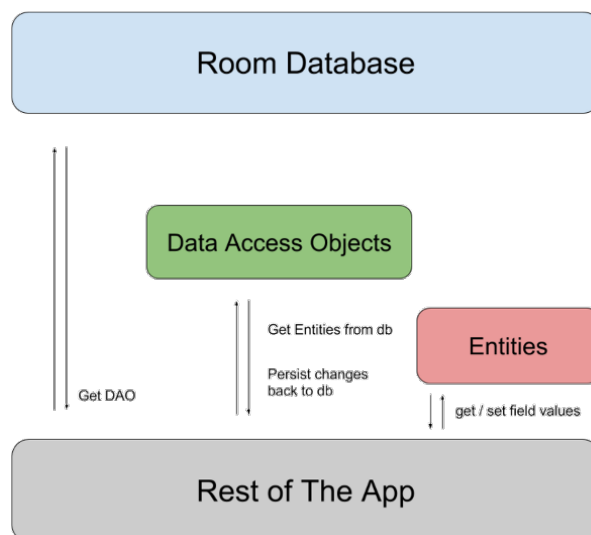 Room Database
Data Access Objects
Get Entities from db
Entities
Persist changes
back to db
Get DAO
get / set field values
Rest of The App